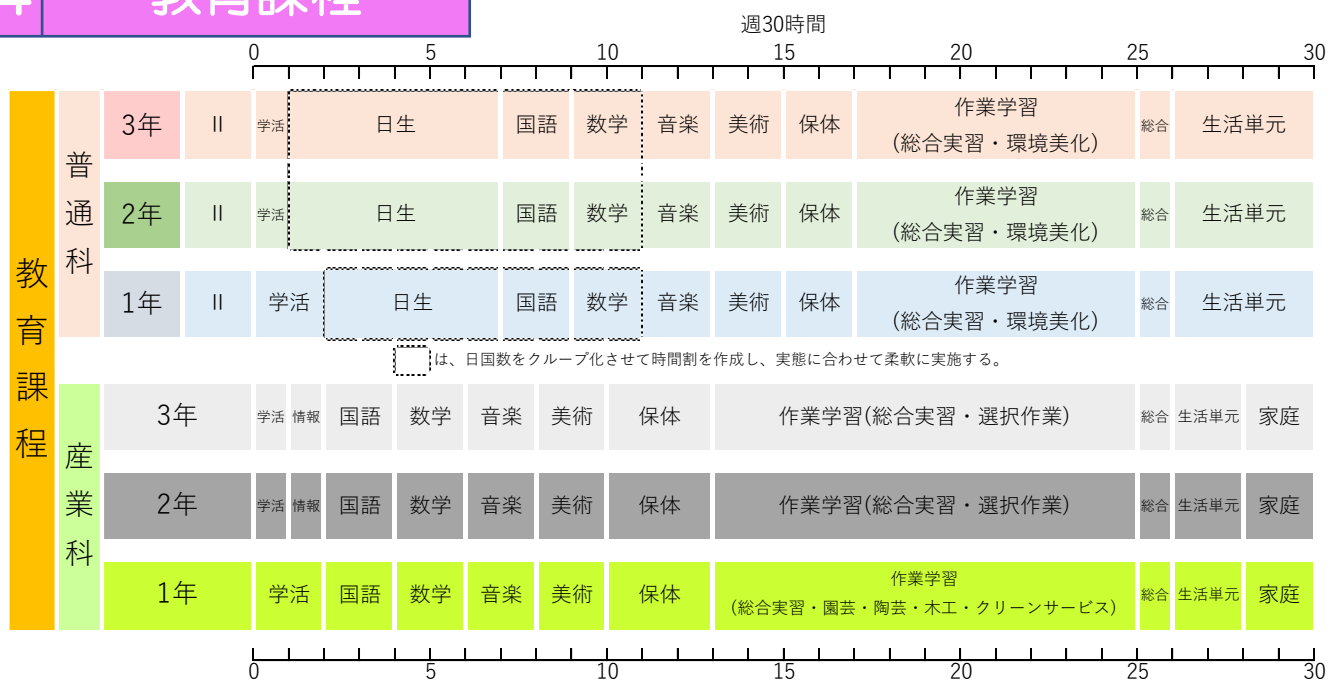 4 教育課程
週30時間
0 5 10 15 20 25 30
教育課程
普通科
3年 Ⅱ 学活 日生 国語 数学 音楽 美術 保体 作業学習 総合 生活単元
(総合実習・環境美化)
2年 Ⅱ 学活 日生 国語 数学 音楽 美術 保体 作業学習 総合 生活単元
(総合実習・環境美化)
1年 Ⅱ 学活 日生 国語 数学 音楽 美術 保体 作業学習 総合 生活単元
(総合実習・環境美化)
は、日国数をクループ化させて時間割を作成し、実態に合わせて柔軟に実施する。
産業科
3年 学活 情報 国語 数学 音楽 美術 保体 作業学習(総合実習・選択作業) 総合 生活単元 家庭
2年 学活 情報 国語 数学 音楽 美術 保体 作業学習(総合実習・選択作業) 総合 生活単元 家庭
1年 学活 国語 数学 音楽 美術 保体 作業学習 総合 生活単元 家庭
(総合実習・園芸・陶芸・木工・クリーンサービス)
0 5 10 15 20 25 30